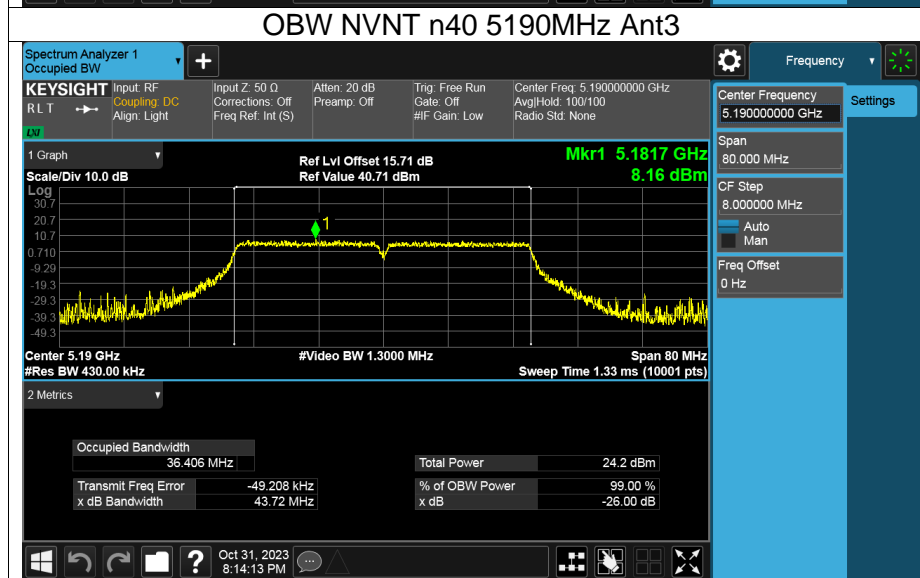 OBW NVNT n40 5190MHz Ant3
Spectrum Analyzer 1
Occupied BW
+
Frequency
KEYSIGHT
RLT
LXI
Input: RF
Coupling: DC
Align: Light
Input Z: 50 Ω
Corrections: Off
Freq Ref: Int (S)
Atten: 20 dB
Preamp: Off
Trig: Free Run
Gate: Off
#IF Gain: Low
Center Freq: 5.190000000 GHz
Avg|Hold: 100/100
Radio Std: None
Center Frequency
5.190000000 GHz
Settings
Span
80.000 MHz
CF Step
8.000000 MHz
Auto
Man
Freq Offset
0 Hz
1 Graph
Ref Lvl Offset 15.71 dB
Mkr1 5.1817 GHz
Scale/Div 10.0 dB
Ref Value 40.71 dBm
8.16 dBm
Log
30.7
20.7
10.7
0.710
-9.29
-19.3
-29.3
-39.3
-49.3
1
Center 5.19 GHz
#Video BW 1.3000 MHz
Span 80 MHz
#Res BW 430.00 kHz
Sweep Time 1.33 ms (10001 pts)
2 Metrics
Occupied Bandwidth
36.406 MHz
Total Power 24.2 dBm
Transmit Freq Error -49.208 kHz
% of OBW Power 99.00 %
x dB Bandwidth 43.72 MHz
x dB -26.00 dB
?
Oct 31, 2023
8:14:13 PM